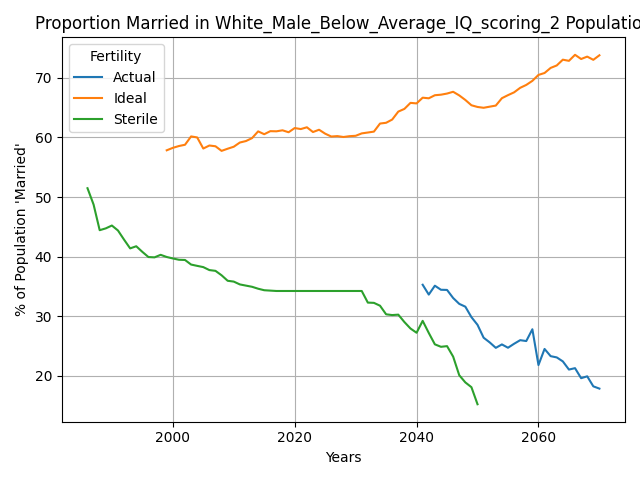 Proportion Married in White_Male_Below_Average_IQ_scoring_2 Populatio
Fertility
Actual
Ideal
Sterile
% of Population 'Married'
70
60
50
40
30
20
2000
2020
2040
2060
Years